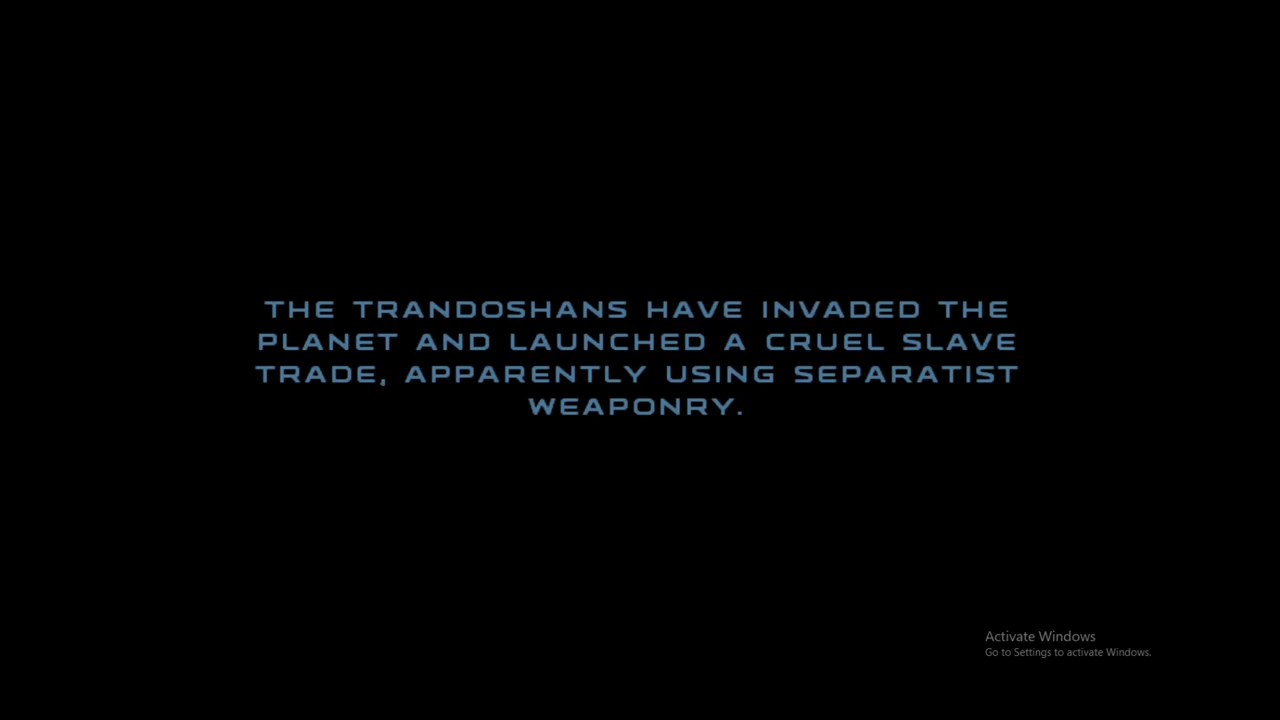 THE TRANDOSHANS HAVE INVADED THE
PLANET AND LAUNCHED A CRUEL SLAVE
TRADE, APPARENTLY USING SEPARATIST
WEAPONRY.
Activate Windows
Go to Settings to activate Windows.